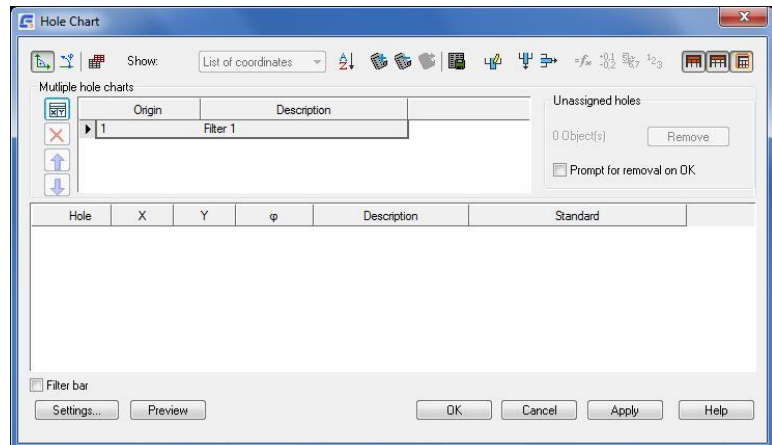 Hole Chart
Show: List of coordinates
Mutliple hole charts
Origin Description
1 Filter 1
Unassigned holes
0 Object(s) Remove
Prompt for removal on OK
Hole X Y φ Description Standard
Filter bar
Settings... Preview OK Cancel Apply Help